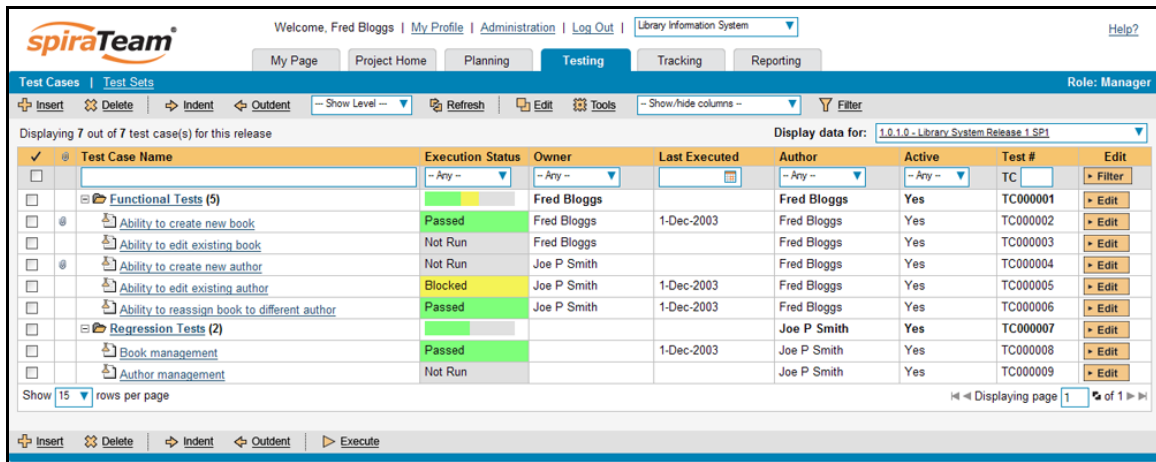 spiraTeam
Welcome, Fred Bloggs | My Profile | Administration | Log Out | Library Information System
Help?
My Page Project Home Planning Testing Tracking Reporting
Test Cases | Test Sets Role: Manager
Insert Delete | Indent Outdent -- Show Level -- Refresh | Edit Tools -- Show/hide columns -- Filter
Displaying 7 out of 7 test case(s) for this release Display data for: 1.0.1.0 - Library System Release 1 SP1
Test Case Name Execution Status Owner Last Executed Author Active Test # Edit
-- Any -- -- Any -- -- Any -- -- Any -- TC Filter
Functional Tests (5) Fred Bloggs Fred Bloggs Yes TC000001 Edit
Ability to create new book Passed Fred Bloggs 1-Dec-2003 Fred Bloggs Yes TC000002 Edit
Ability to edit existing book Not Run Fred Bloggs Fred Bloggs Yes TC000003 Edit
Ability to create new author Not Run Joe P Smith Fred Bloggs Yes TC000004 Edit
Ability to edit existing author Blocked Joe P Smith 1-Dec-2003 Fred Bloggs Yes TC000005 Edit
Ability to reassign book to different author Passed Joe P Smith 1-Dec-2003 Fred Bloggs Yes TC000006 Edit
Regression Tests (2) Joe P Smith Yes TC000007 Edit
Book management Passed 1-Dec-2003 Joe P Smith Yes TC000008 Edit
Author management Not Run Joe P Smith Yes TC000009 Edit
Show 15 rows per page Displaying page 1 of 1
Insert Delete | Indent Outdent | Execute